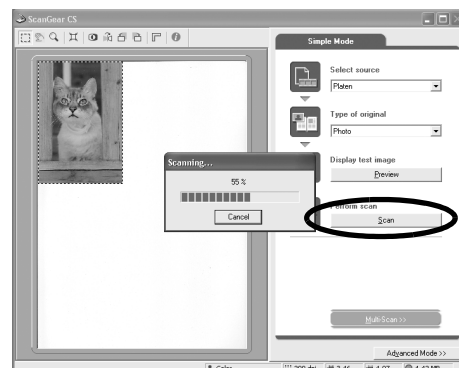 ScanGear CS
Simple Mode
Select source
Platen
Type of original
Photo
Display test image
Preview
Scanning...
55 %
Cancel
Perform scan
Scan
Multi-Scan >>
Advanced Mode >>